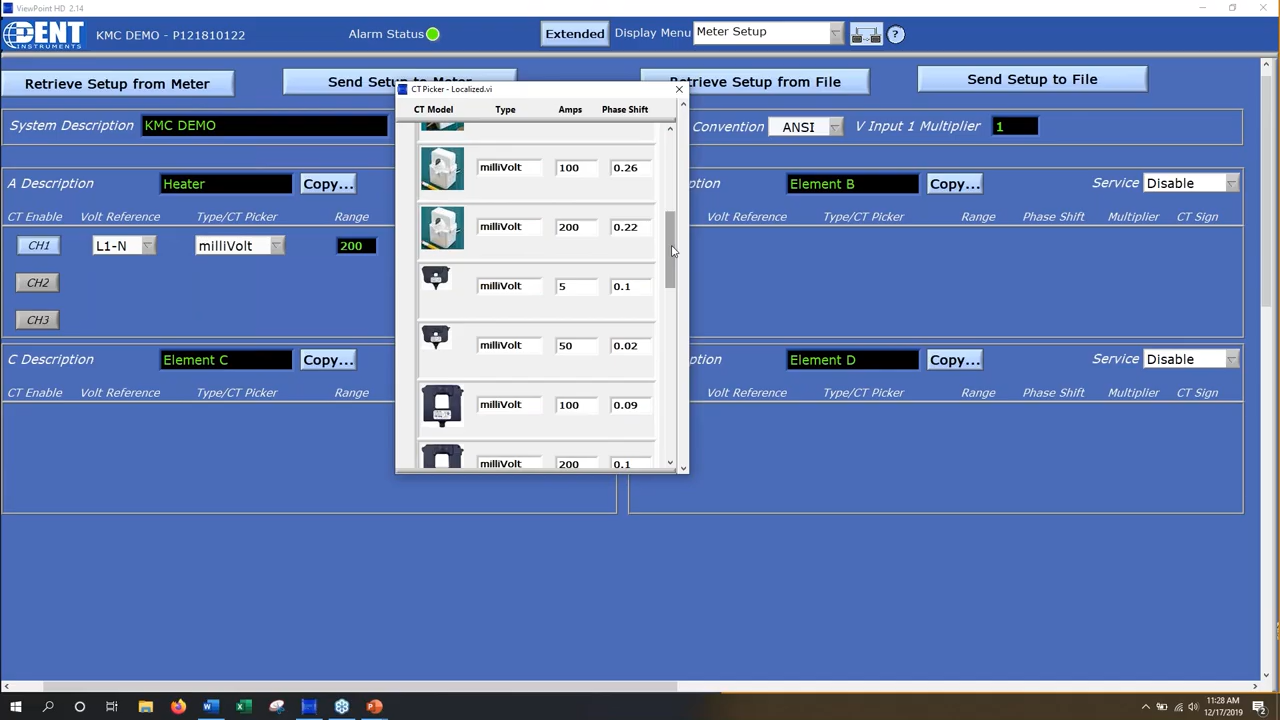 ViewPoint HD 2.14
DENT INSTRUMENTS
KMC DEMO - P121810122
Alarm Status
Extended
Display Menu
Meter Setup
?
Retrieve Setup from Meter
Send Setup to Meter
Retrieve Setup from File
Send Setup to File
CT Picker - Localized.vi
CT Model Type Amps Phase Shift
milliVolt 100 0.26
milliVolt 200 0.22
milliVolt 5 0.1
milliVolt 50 0.02
milliVolt 100 0.09
milliVolt 200 0.1
System Description KMC DEMO
Convention ANSI V Input 1 Multiplier 1
A Description Heater Copy...
CT Enable Volt Reference Type/CT Picker Range
CH1 L1-N milliVolt 200
CH2
CH3
ption Element B Copy... Service Disable
Volt Reference Type/CT Picker Range Phase Shift Multiplier CT Sign
C Description Element C Copy...
CT Enable Volt Reference Type/CT Picker Range
ption Element D Copy... Service Disable
Volt Reference Type/CT Picker Range Phase Shift Multiplier CT Sign
11:28 AM
12/17/2019
2